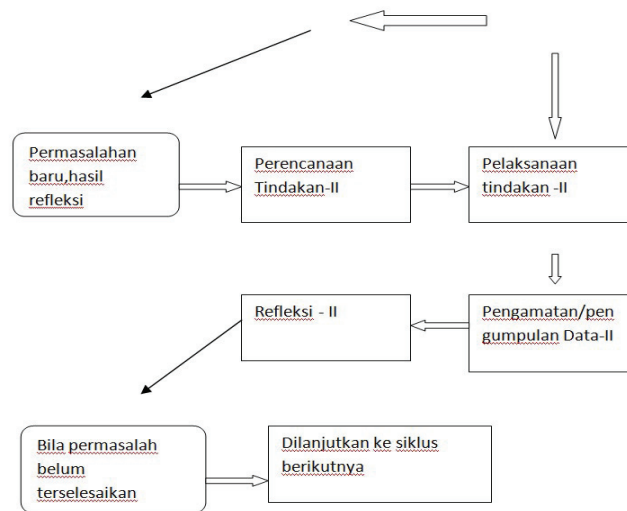 Permasalahan
baru,hasil
refleksi
Perencanaan
Tindakan-II
Pelaksanaan
tindakan -II
Refleksi - II
Pengamatan/pen
gumpulan Data-II
Bila permasalah
belum
terselesaikan
Dilanjutkan ke siklus
berikutnya